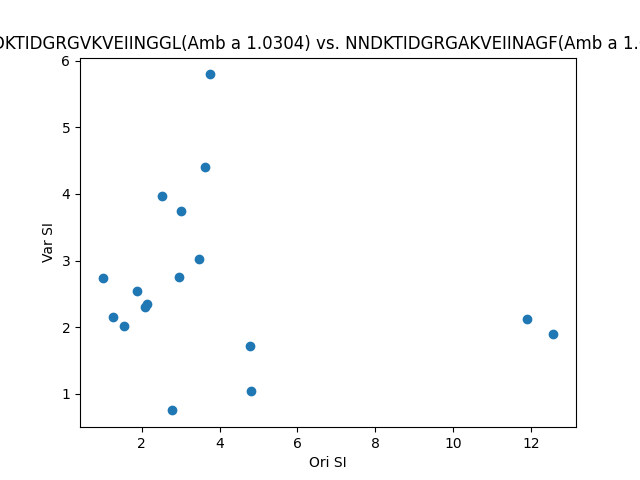 DKTIDGRGVKVEIINGGL(Amb a 1.0304) vs. NNDKTIDGRGAKVEIINAGF(Amb a 1.
6
5
4
3
2
1
Var SI
2 4 6 8 10 12
Ori SI